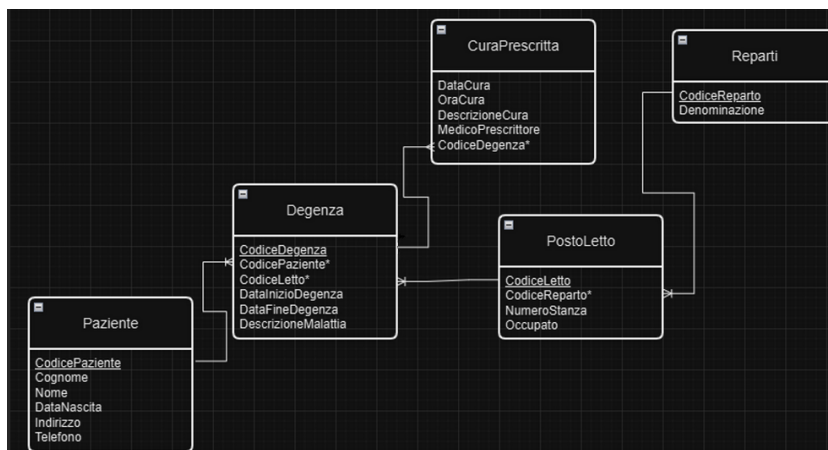 CuraPrescritta
DataCura
OraCura
DescrizioneCura
MedicoPrescrittore
CodiceDegenza*
Reparti
CodiceReparto
Denominazione
Degenza
CodiceDegenza
CodicePaziente*
CodiceLetto*
DataInizioDegenza
DataFineDegenza
DescrizioneMalattia
PostoLetto
CodiceLetto
CodiceReparto*
NumeroStanza
Occupato
Paziente
CodicePaziente
Cognome
Nome
DataNascita
Indirizzo
Telefono